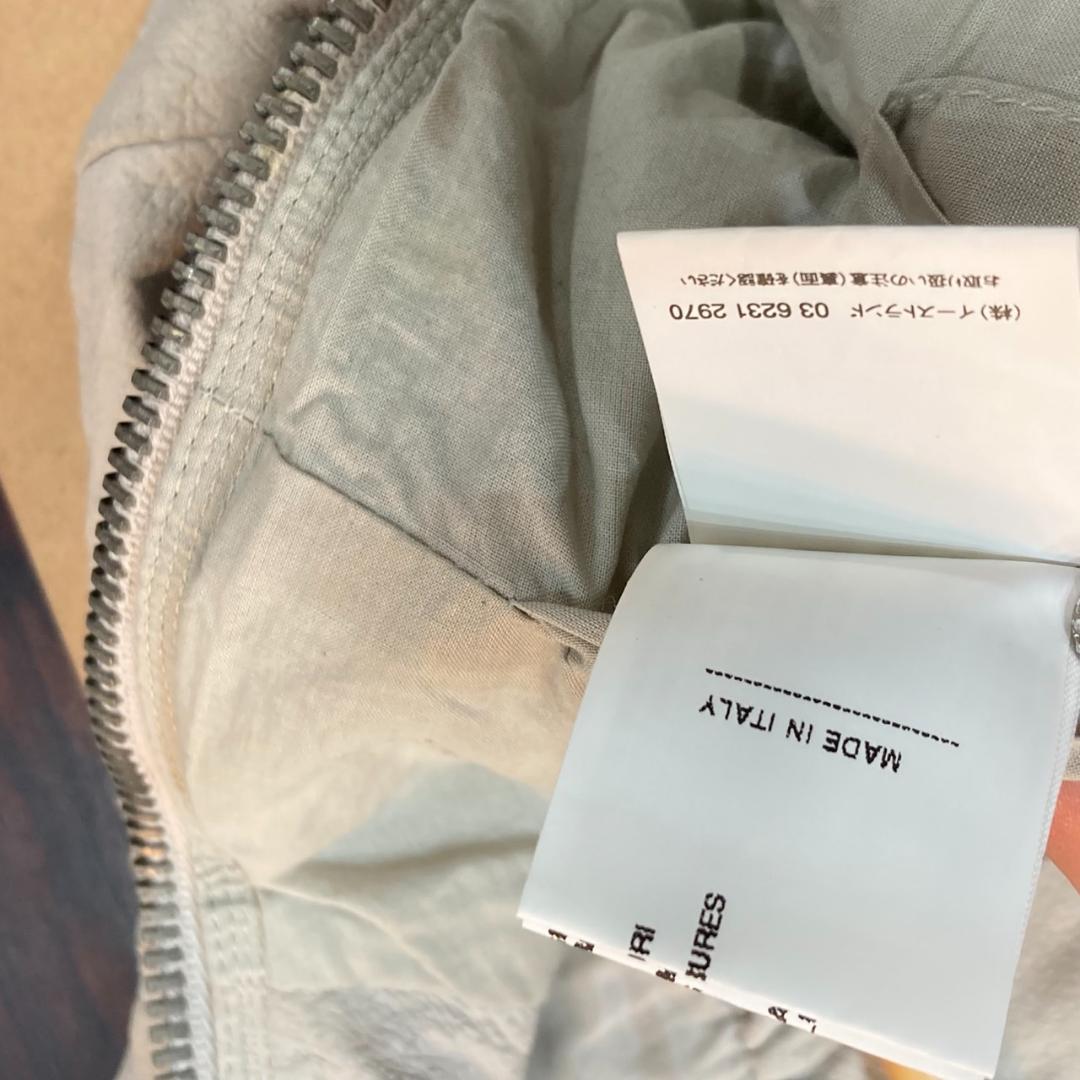 (株)イーストランド 03 6231 2970
お取り扱いの注意(裏面)を確認ください
MADE IN ITALY